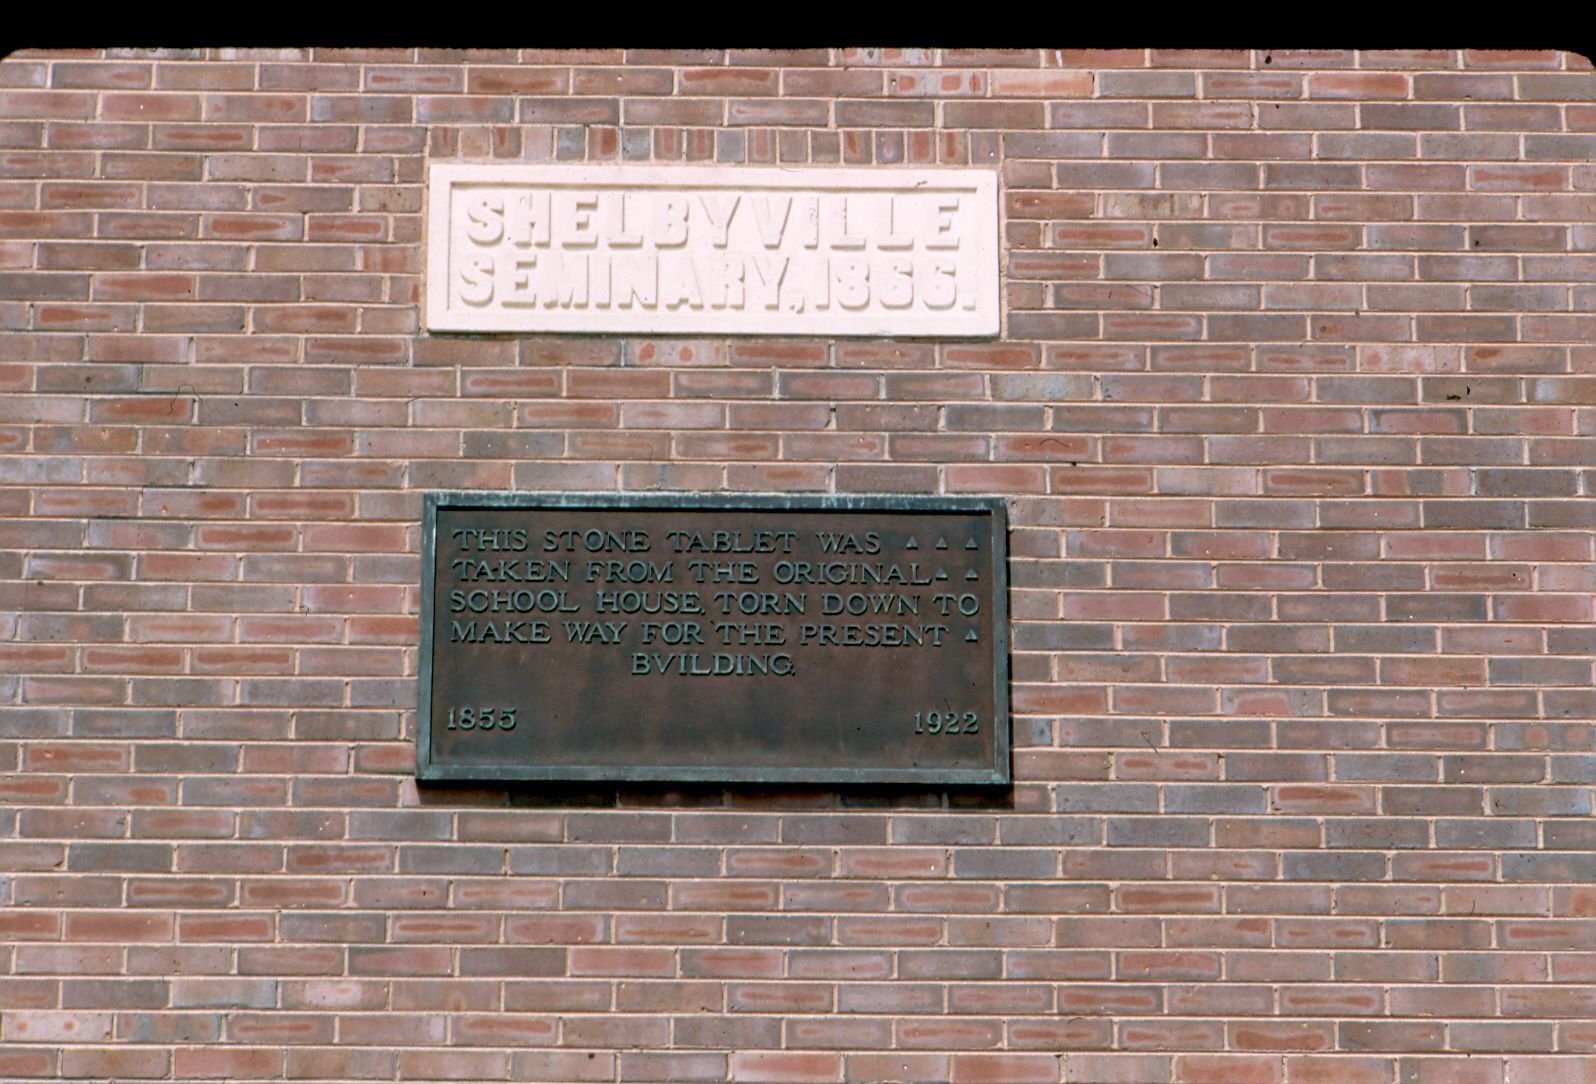 SHELBYVILLE
SEMINARY, 1866.
THIS STONE TABLET WAS ▲ ▲ ▲
TAKEN FROM THE ORIGINAL ▲ ▲
SCHOOL HOUSE, TORN DOWN TO
MAKE WAY FOR THE PRESENT ▲
BVILDING.
1855 1922